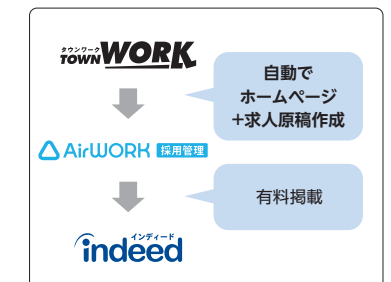 タウンワーク
TOWN WORK
自動で
ホームページ
+求人原稿作成
AirWORK 採用管理
有料掲載
インディード
indeed